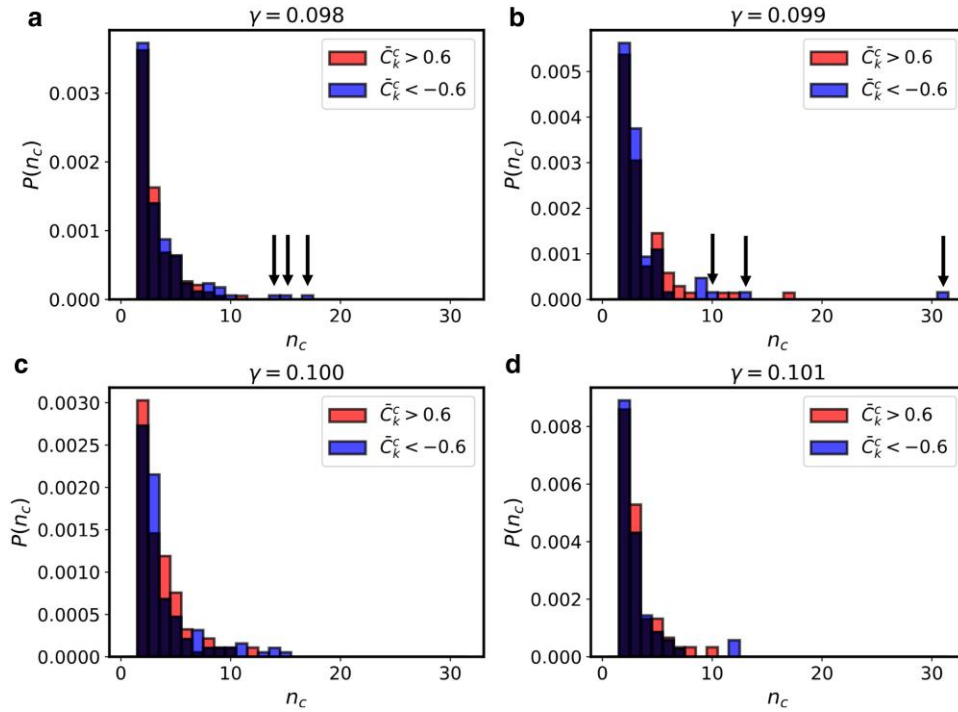 a
γ = 0.098
P(n_c)
0.003
0.002
0.001
0.000
0 10 20 30
n_c
C̄_k^c > 0.6
C̄_k^c < −0.6
b
γ = 0.099
P(n_c)
0.005
0.004
0.003
0.002
0.001
0.000
0 10 20 30
n_c
C̄_k^c > 0.6
C̄_k^c < −0.6
c
γ = 0.100
P(n_c)
0.0030
0.0025
0.0020
0.0015
0.0010
0.0005
0.0000
0 10 20 30
n_c
C̄_k^c > 0.6
C̄_k^c < −0.6
d
γ = 0.101
P(n_c)
0.008
0.006
0.004
0.002
0.000
0 10 20 30
n_c
C̄_k^c > 0.6
C̄_k^c < −0.6